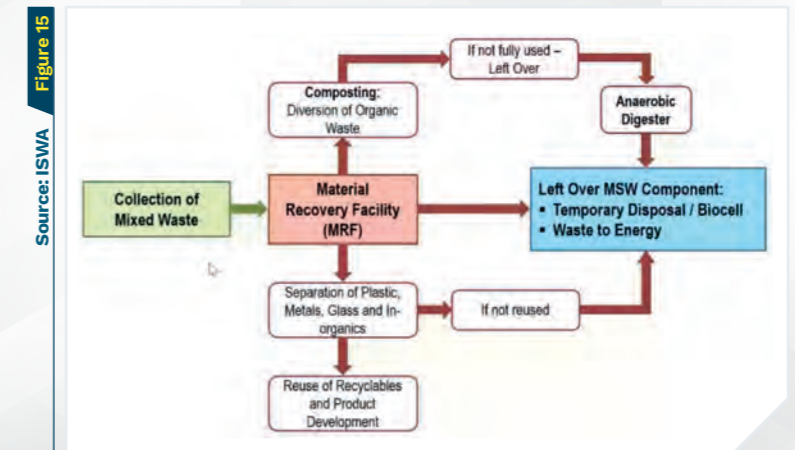 Figure 15
Source: ISWA
If not fully used –
Left Over
Composting:
Diversion of Organic
Waste
Anaerobic
Digester
Collection of
Mixed Waste
Material
Recovery Facility
(MRF)
Left Over MSW Component:
▪ Temporary Disposal / Biocell
▪ Waste to Energy
Separation of Plastic,
Metals, Glass and In-
organics
If not reused
Reuse of Recyclables
and Product
Development